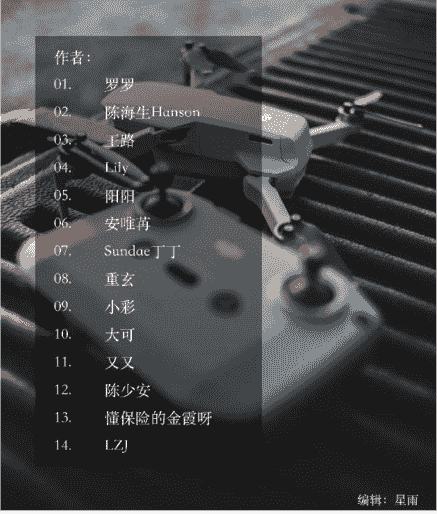 作者：
01. 罗罗
02. 陈海生Hanson
03. 王路
04. Lily
05. 阳阳
06. 安唯苒
07. Sundae丁丁
08. 重玄
09. 小彩
10. 大可
11. 又又
12. 陈少安
13. 懂保险的金霞呀
14. LZJ
编辑：星雨